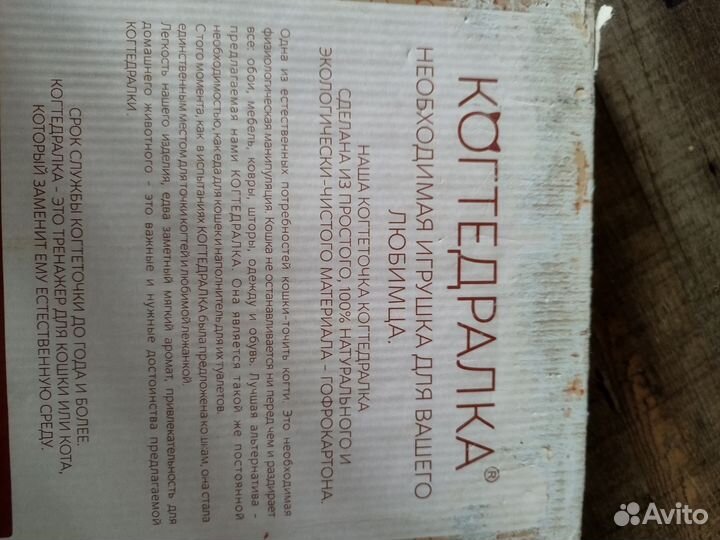 КОГТЕДРАЛКА®
НЕОБХОДИМАЯ ИГРУШКА ДЛЯ ВАШЕГО
ЛЮБИМЦА.
НАША КОГТЕТОЧКА КОГТЕДРАЛКА
СДЕЛАНА ИЗ ПРОСТОГО, 100% НАТУРАЛЬНОГО И
ЭКОЛОГИЧЕСКИ-ЧИСТОГО МАТЕРИАЛА - ГОФРОКАРТОНА.
Одна из естественных потребностей кошки-точить когти. Это необходимая
физиологическая манипуляция. Кошка не останавливается ни перед чем и раздирает
все: обои, мебель, ковры, шторы, одежду и обувь. Лучшая альтернатива -
предлагаемая нами КОГТЕДРАЛКА. Она является такой же постоянной
необходимостью, как еда для кошек и наполнитель для их туалетов.
С того момента, как в испытаниях КОГТЕДРАЛКА была предложена кошкам, она стала
единственным местом для точки когтей и любимой лежанкой.
Легкость нашего изделия, едва заметный мягкий аромат, привлекательность для
домашнего животного - это важные и нужные достоинства предлагаемой
КОГТЕДРАЛКИ.
СРОК СЛУЖБЫ КОГТЕТОЧКИ ДО ГОДА И БОЛЕЕ.
КОГТЕДРАЛКА - ЭТО ТРЕНАЖЕР ДЛЯ КОШКИ ИЛИ КОТА,
КОТОРЫЙ ЗАМЕНИТ ЕМУ ЕСТЕСТВЕННУЮ СРЕДУ.
Avito